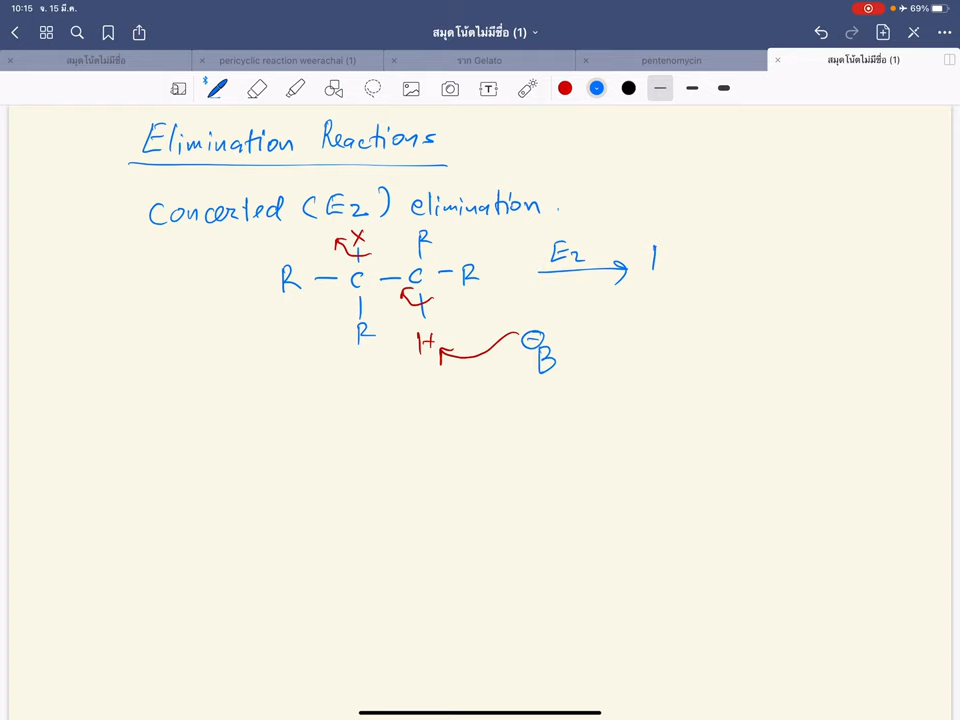 10:15 จ. 15 มี.ค. 69%
สมุดโน้ตไม่มีชื่อ (1)
สมุดโน้ตไม่มีชื่อ pericyclic reaction weerachai (1) ราก Gelato pentenomycin สมุดโน้ตไม่มีชื่อ (1)
T
Elimination Reactions
Concerted (E2) elimination.
X R
R — C — C — R E2
R H ⊖
B